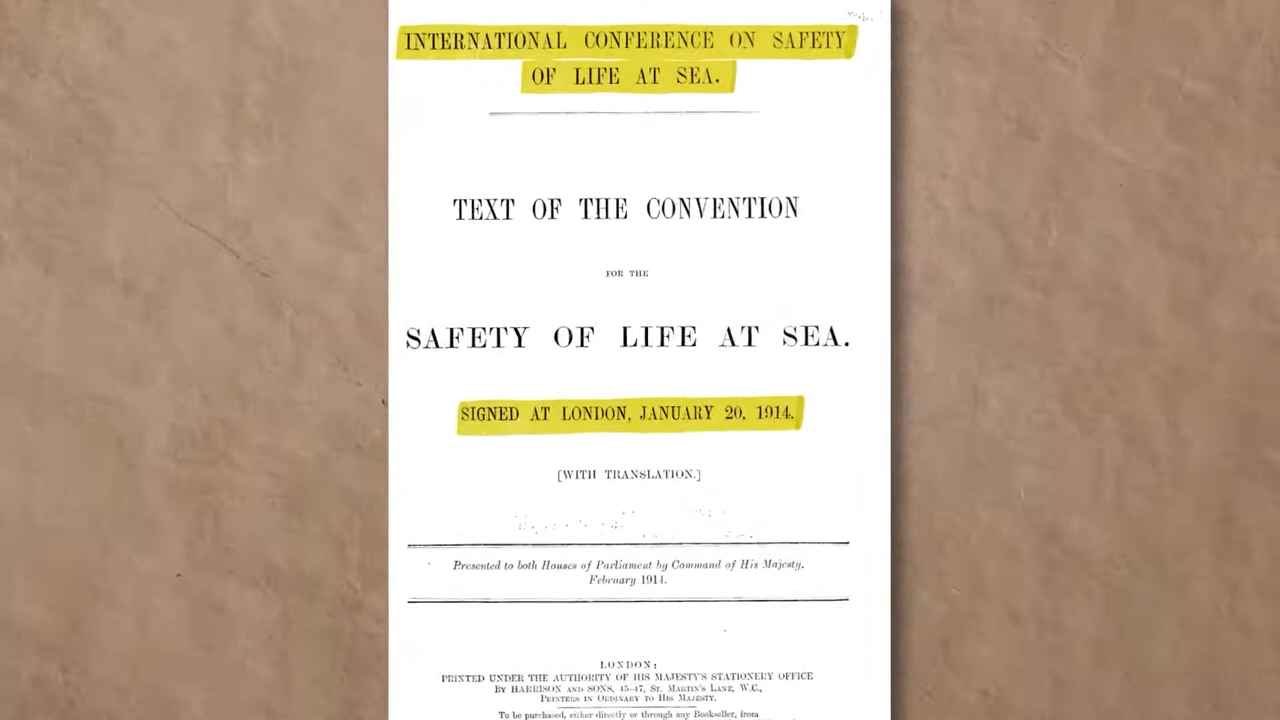 INTERNATIONAL CONFERENCE ON SAFETY
OF LIFE AT SEA.
TEXT OF THE CONVENTION
FOR THE
SAFETY OF LIFE AT SEA.
SIGNED AT LONDON, JANUARY 20, 1914.
[WITH TRANSLATION.]
Presented to both Houses of Parliament by Command of His Majesty.
February 1914.
LONDON:
PRINTED UNDER THE AUTHORITY OF HIS MAJESTY'S STATIONERY OFFICE
BY HARRISON AND SONS, 45-47, ST. MARTIN'S LANE, W.C.,
PRINTERS IN ORDINARY TO HIS MAJESTY.
To be purchased, either directly or through any Bookseller, from